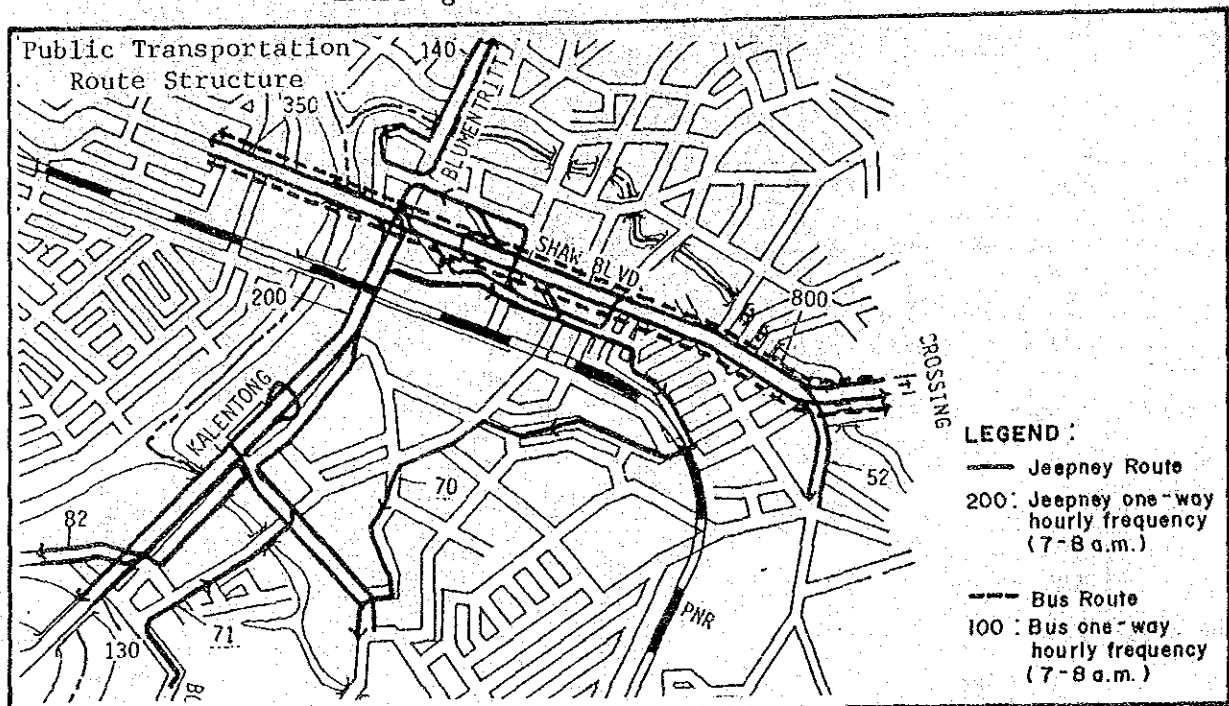 Public Transportation
Route Structure
140
350
BLUMENTRITT
SHAW BLVD
200
800
CROSSING
KALENTONG
70
52
82
PNR
130
71
LEGEND :
Jeepney Route
200 : Jeepney one-way
hourly frequency
(7-8 a.m.)
Bus Route
100 : Bus one-way
hourly frequency
(7-8 a.m.)